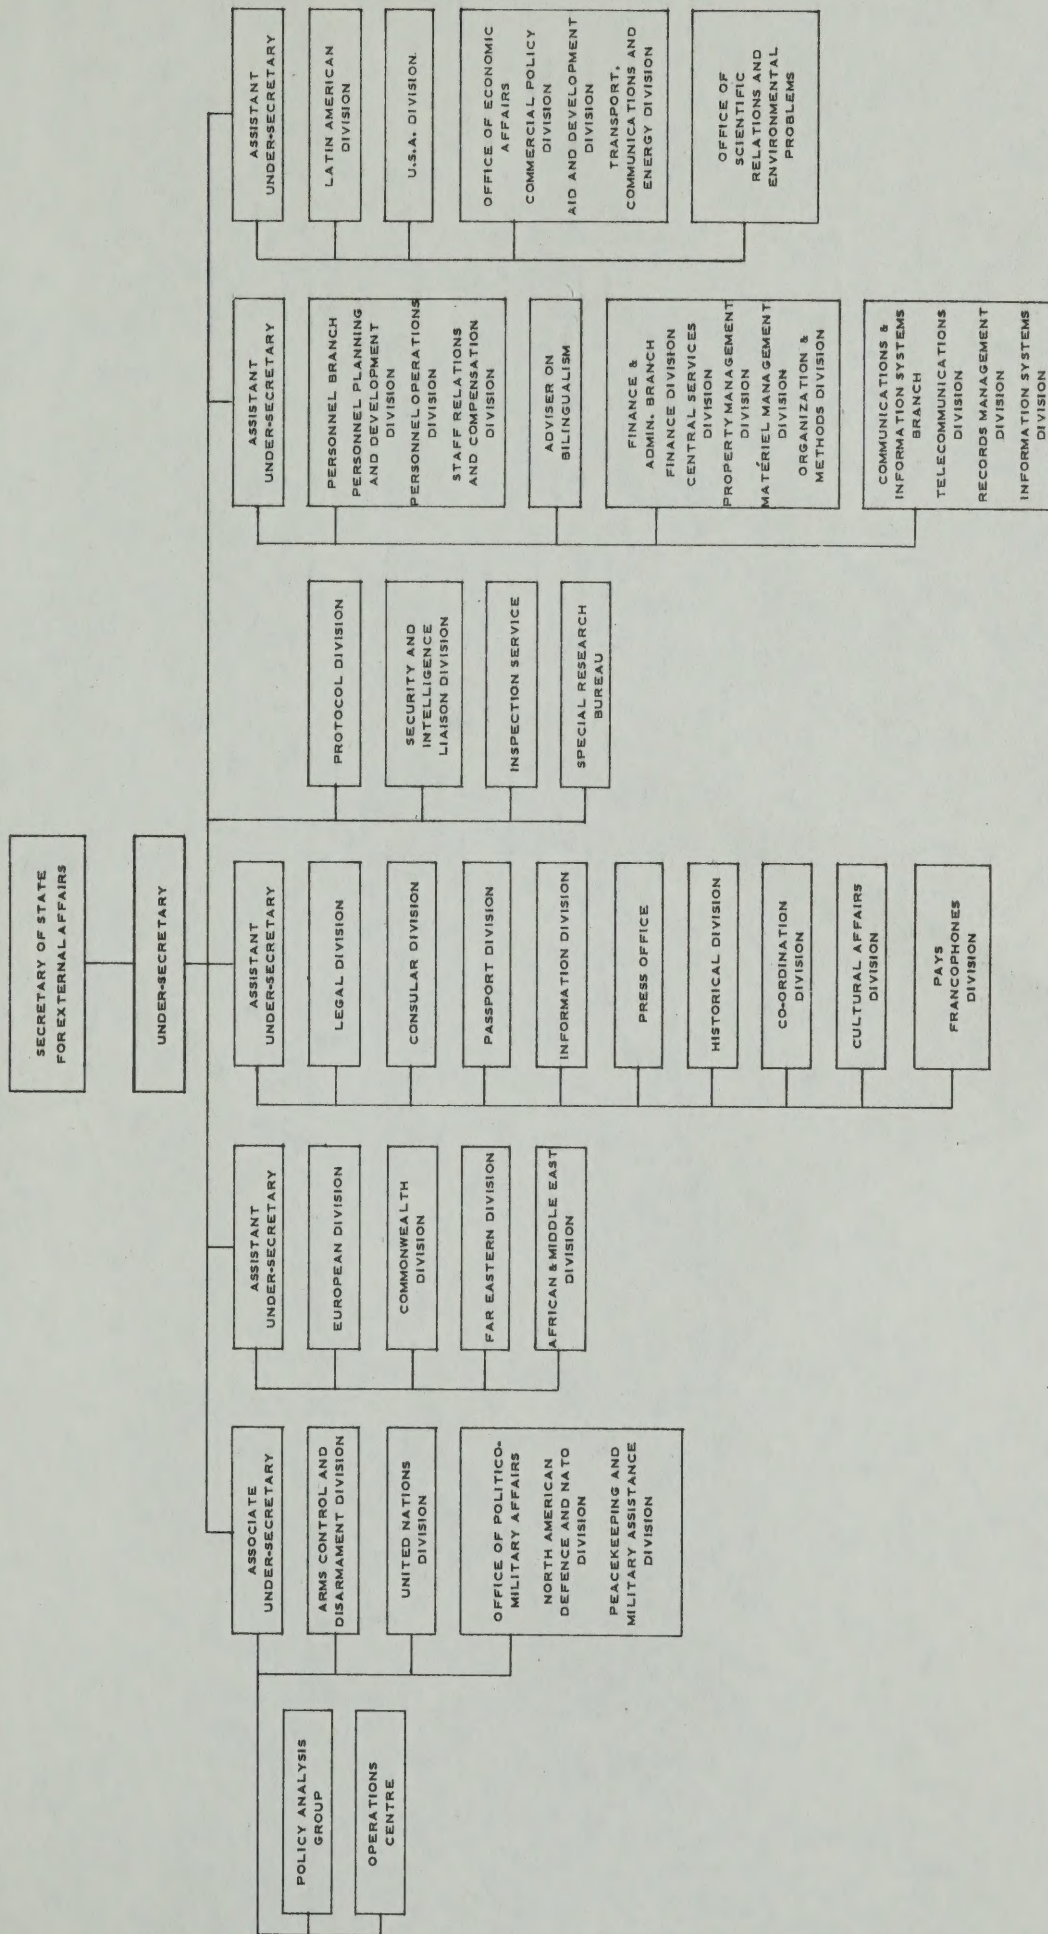 SECRETARY OF STATE
FOR EXTERNAL AFFAIRS
UNDER-SECRETARY
POLICY ANALYSIS
GROUP
OPERATIONS
CENTRE
ASSOCIATE
UNDER-SECRETARY
ARMS CONTROL AND
DISARMAMENT DIVISION
UNITED NATIONS
DIVISION
OFFICE OF POLITICO-
MILITARY AFFAIRS
NORTH AMERICAN
DEFENCE AND NATO
DIVISION
PEACEKEEPING AND
MILITARY ASSISTANCE
DIVISION
ASSISTANT
UNDER-SECRETARY
EUROPEAN DIVISION
COMMONWEALTH
DIVISION
FAR EASTERN DIVISION
AFRICAN & MIDDLE EAST
DIVISION
ASSISTANT
UNDER-SECRETARY
LEGAL DIVISION
CONSULAR DIVISION
PASSPORT DIVISION
INFORMATION DIVISION
PRESS OFFICE
HISTORICAL DIVISION
CO-ORDINATION
DIVISION
CULTURAL AFFAIRS
DIVISION
PAYS
FRANCOPHONES
DIVISION
PROTOCOL DIVISION
SECURITY AND
INTELLIGENCE
LIAISON DIVISION
INSPECTION SERVICE
SPECIAL RESEARCH
BUREAU
ASSISTANT
UNDER-SECRETARY
PERSONNEL BRANCH
PERSONNEL PLANNING
AND DEVELOPMENT
DIVISION
PERSONNEL OPERATIONS
DIVISION
STAFF RELATIONS
AND COMPENSATION
DIVISION
ADVISER ON
BILINGUALISM
FINANCE &
ADMIN. BRANCH
FINANCE DIVISION
CENTRAL SERVICES
DIVISION
PROPERTY MANAGEMENT
DIVISION
MATÉRIEL MANAGEMENT
DIVISION
ORGANIZATION &
METHODS DIVISION
COMMUNICATIONS &
INFORMATION SYSTEMS
BRANCH
TELECOMMUNICATIONS
DIVISION
RECORDS MANAGEMENT
DIVISION
INFORMATION SYSTEMS
DIVISION
ASSISTANT
UNDER-SECRETARY
LATIN AMERICAN
DIVISION
U.S.A. DIVISION
OFFICE OF ECONOMIC
AFFAIRS
COMMERCIAL POLICY
DIVISION
AID AND DEVELOPMENT
DIVISION
TRANSPORT,
COMMUNICATIONS AND
ENERGY DIVISION
OFFICE OF
SCIENTIFIC
RELATIONS AND
ENVIRONMENTAL
PROBLEMS